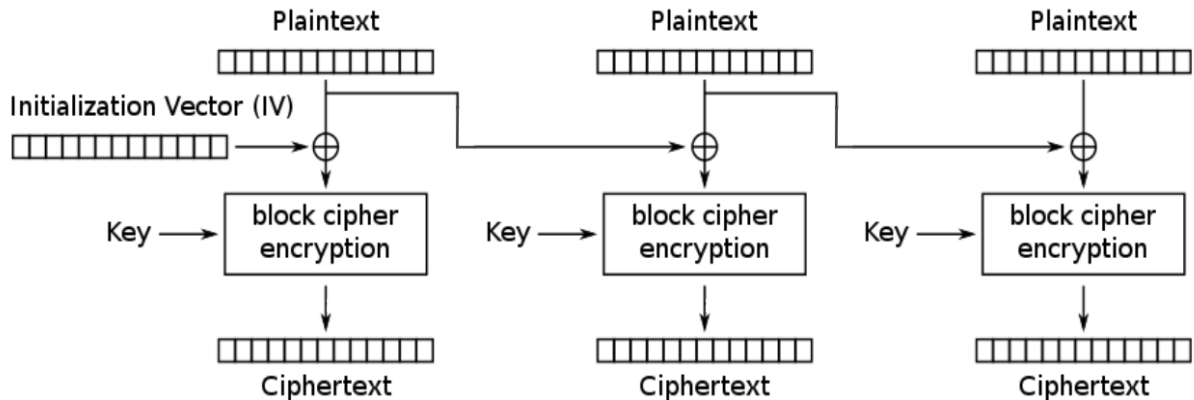 Plaintext
Plaintext
Plaintext
Initialization Vector (IV)
Key
block cipher
encryption
Key
block cipher
encryption
Key
block cipher
encryption
Ciphertext
Ciphertext
Ciphertext